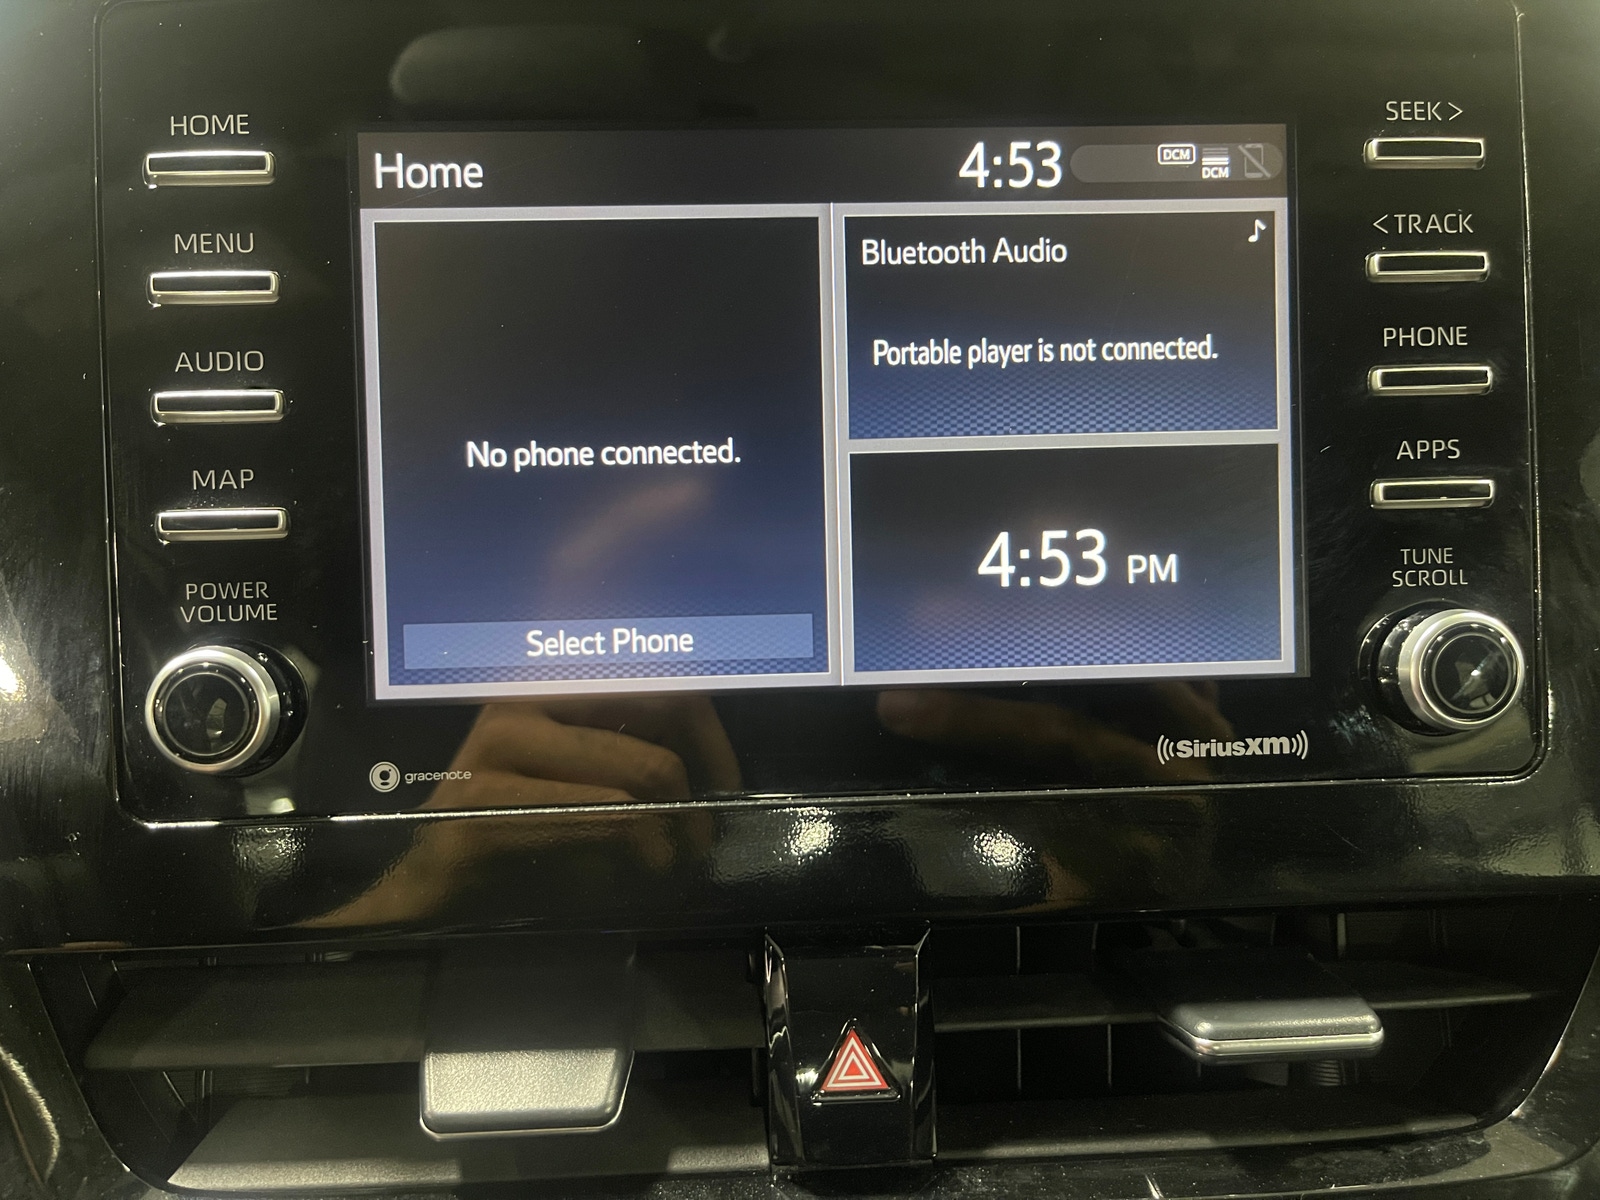 HOME
MENU
AUDIO
MAP
POWER
VOLUME
Home
4:53
DCM
DCM
No phone connected.
Select Phone
Bluetooth Audio
Portable player is not connected.
4:53 PM
gracenote
SiriusXM
SEEK >
< TRACK
PHONE
APPS
TUNE
SCROLL